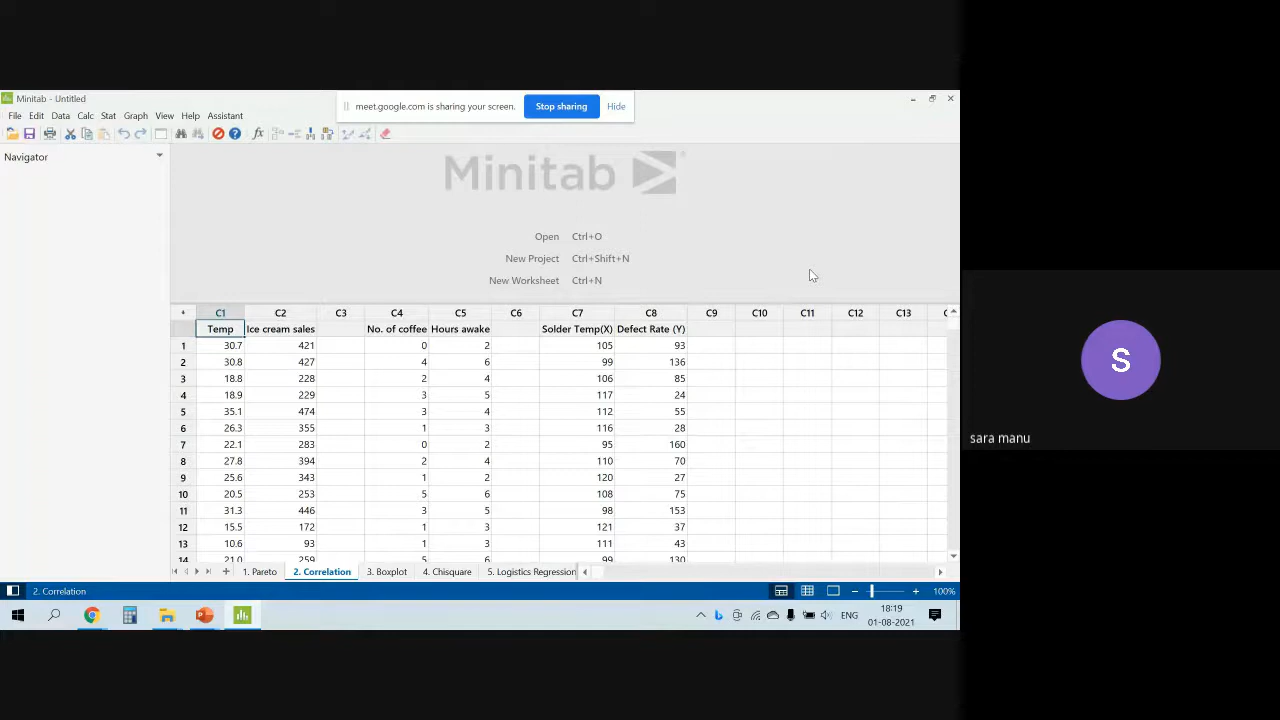 Minitab - Untitled
meet.google.com is sharing your screen. Stop sharing Hide
File Edit Data Calc Stat Graph View Help Assistant
Navigator
Minitab
Open Ctrl+O
New Project Ctrl+Shift+N
New Worksheet Ctrl+N
C1 C2 C3 C4 C5 C6 C7 C8 C9 C10 C11 C12 C13
Temp Ice cream sales No. of coffee Hours awake Solder Temp(X) Defect Rate (Y)
1 30.7 421 0 2 105 93
2 30.8 427 4 6 99 136
3 18.8 228 2 4 106 85
4 18.9 229 3 5 117 24
5 35.1 474 3 4 112 55
6 26.3 355 1 3 116 28
7 22.1 283 0 2 95 160
8 27.8 394 2 4 110 70
9 25.6 343 1 2 120 27
10 20.5 253 5 6 108 75
11 31.3 446 3 5 98 153
12 15.5 172 1 3 121 37
13 10.6 93 1 3 111 43
14 21.0 259 5 6 99 130
1. Pareto 2. Correlation 3. Boxplot 4. Chisquare 5. Logistics Regression
2. Correlation 100%
ENG 18:19
01-08-2021
S
sara manu